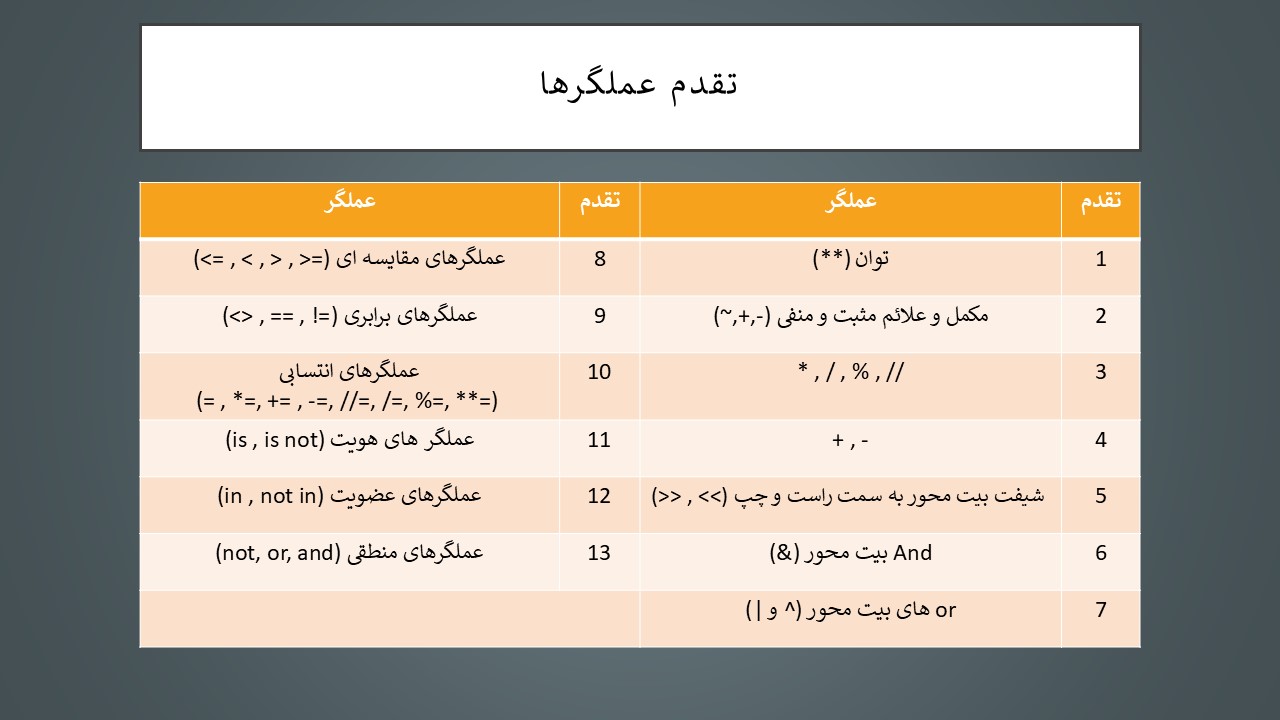 تقدم عملگرها
تقدم عملگر تقدم عملگر
1 توان (**) 8 عملگرهای مقایسه ای (<= , < , > , >=)
2 مکمل و علائم مثبت و منفی (~,+,-) 9 عملگرهای برابری (<> , == , !=)
3 * , / , % , // 10 عملگرهای انتسابی
(= , *=, +=, -=, //=, /=, %=, **=)
4 + , - 11 عملگر های هویت (is , is not)
5 شیفت بیت محور به سمت راست و چپ (>> , <<) 12 عملگرهای عضویت (in , not in)
6 And بیت محور (&) 13 عملگرهای منطقی (not, or, and)
7 or های بیت محور (^ و |)